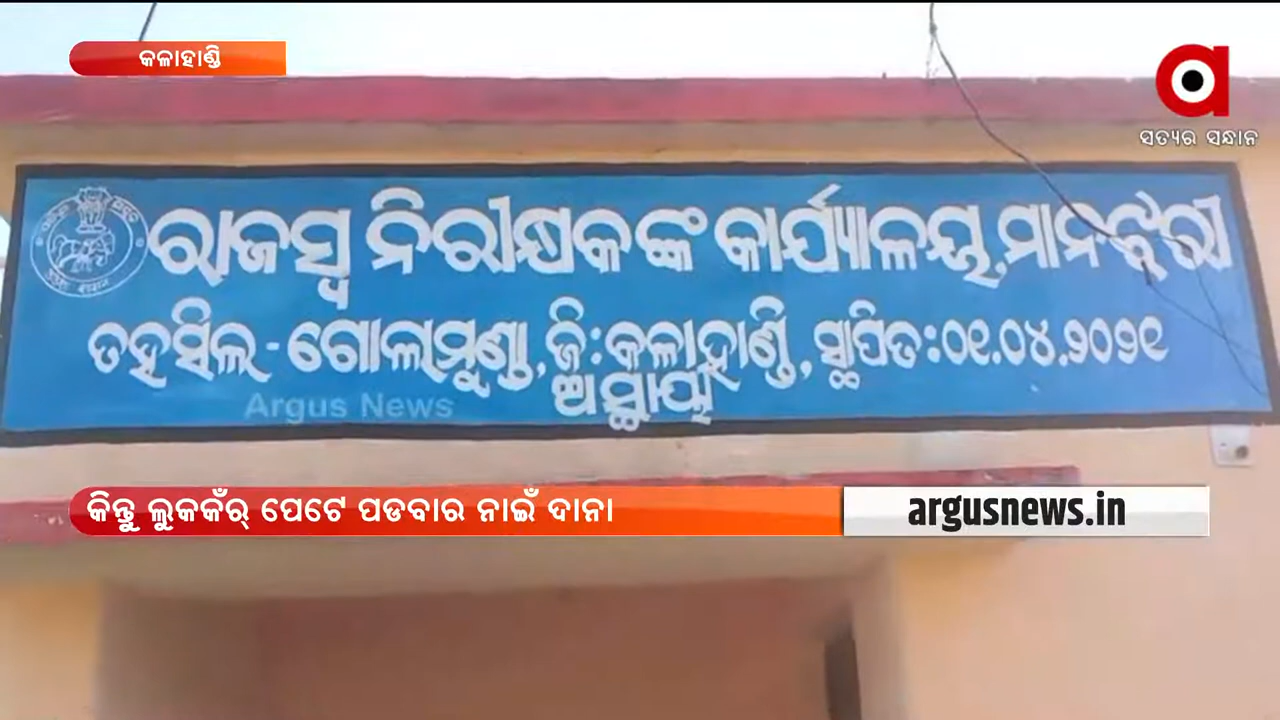 କଳାହାଣ୍ଡି
ସତ୍ୟର ସନ୍ଧାନ
ରାଜସ୍ୱ ନିରୀକ୍ଷକଙ୍କ କାର୍ଯ୍ୟାଳୟ, ମାନଝରୀ
ତହସିଲ - ଗୋଲମୁଣ୍ଡା, ଜି: କଳାହାଣ୍ଡି, ସ୍ଥାପିତ: ୦୧.୦୪.୨୦୨୧
ଅସ୍ଥାୟୀ
Argus News
କିନ୍ତୁ ଲୁକକଁର୍ ପେଟେ ପଡବାର ନାଇଁ ଦାନା
argusnews.in